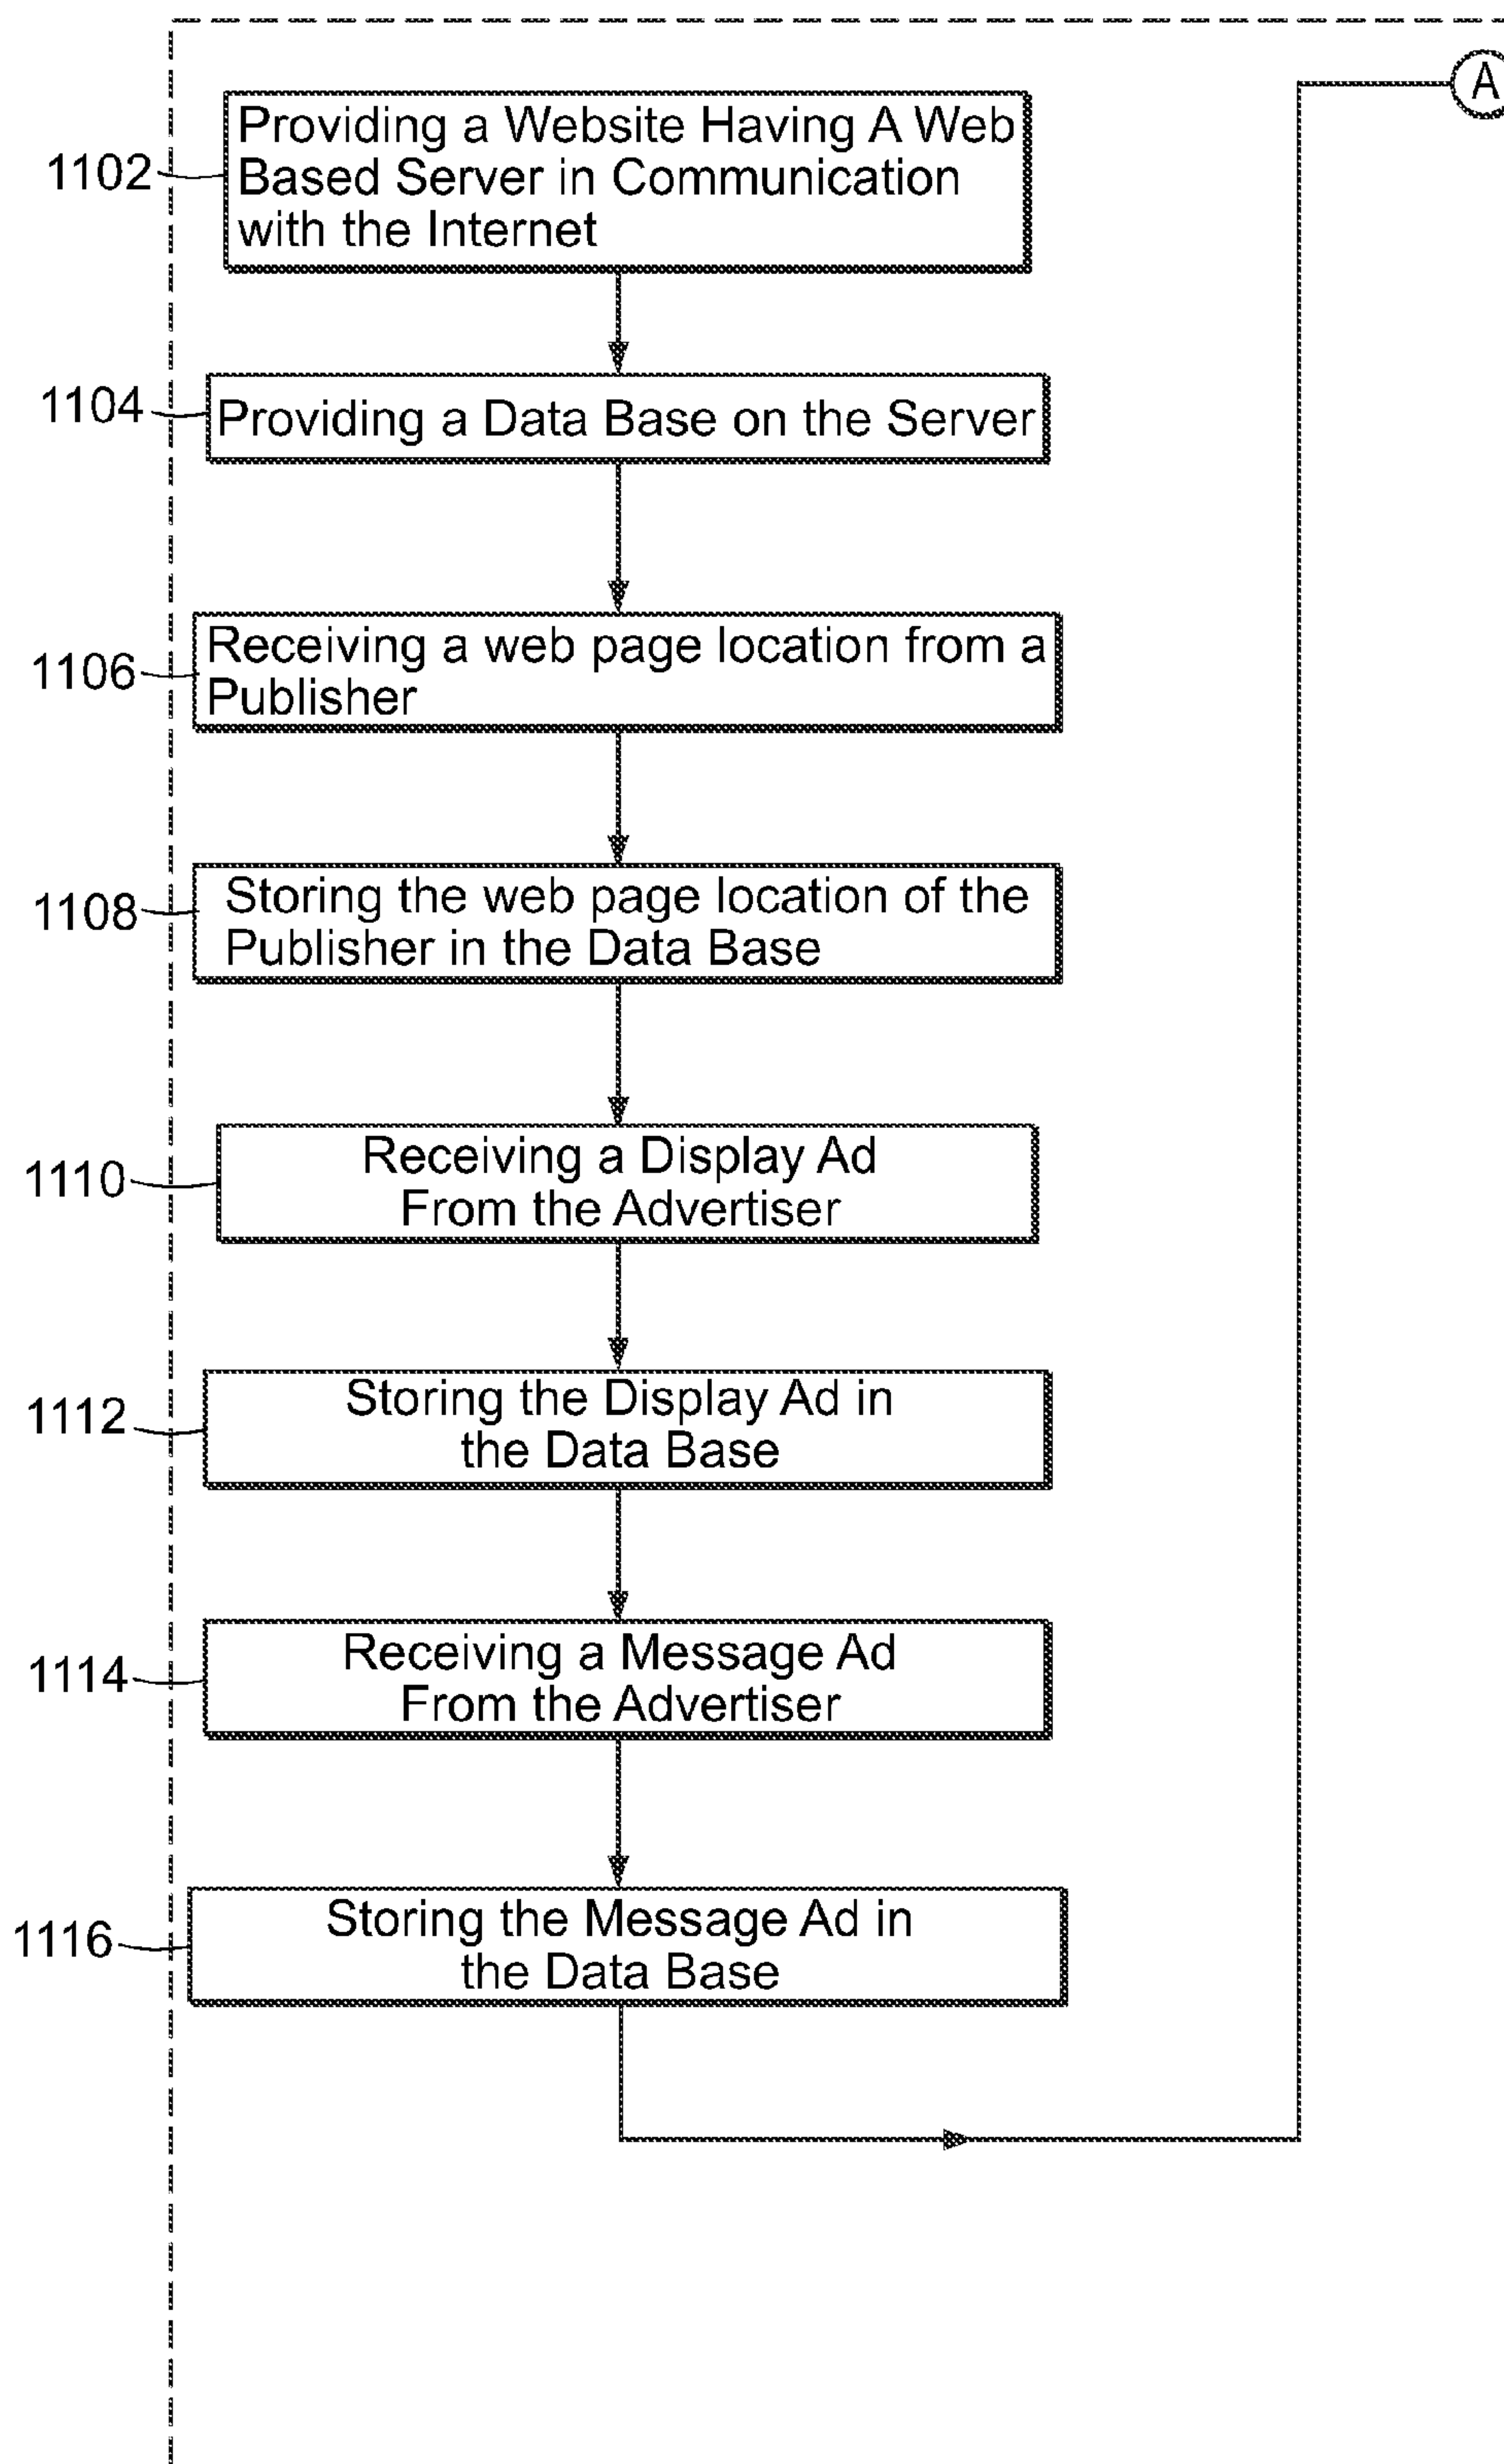 A
1102
Providing a Website Having A Web
Based Server in Communication
with the Internet
1104
Providing a Data Base on the Server
1106
Receiving a web page location from a
Publisher
1108
Storing the web page location of the
Publisher in the Data Base
1110
Receiving a Display Ad
From the Advertiser
1112
Storing the Display Ad in
the Data Base
1114
Receiving a Message Ad
From the Advertiser
1116
Storing the Message Ad in
the Data Base